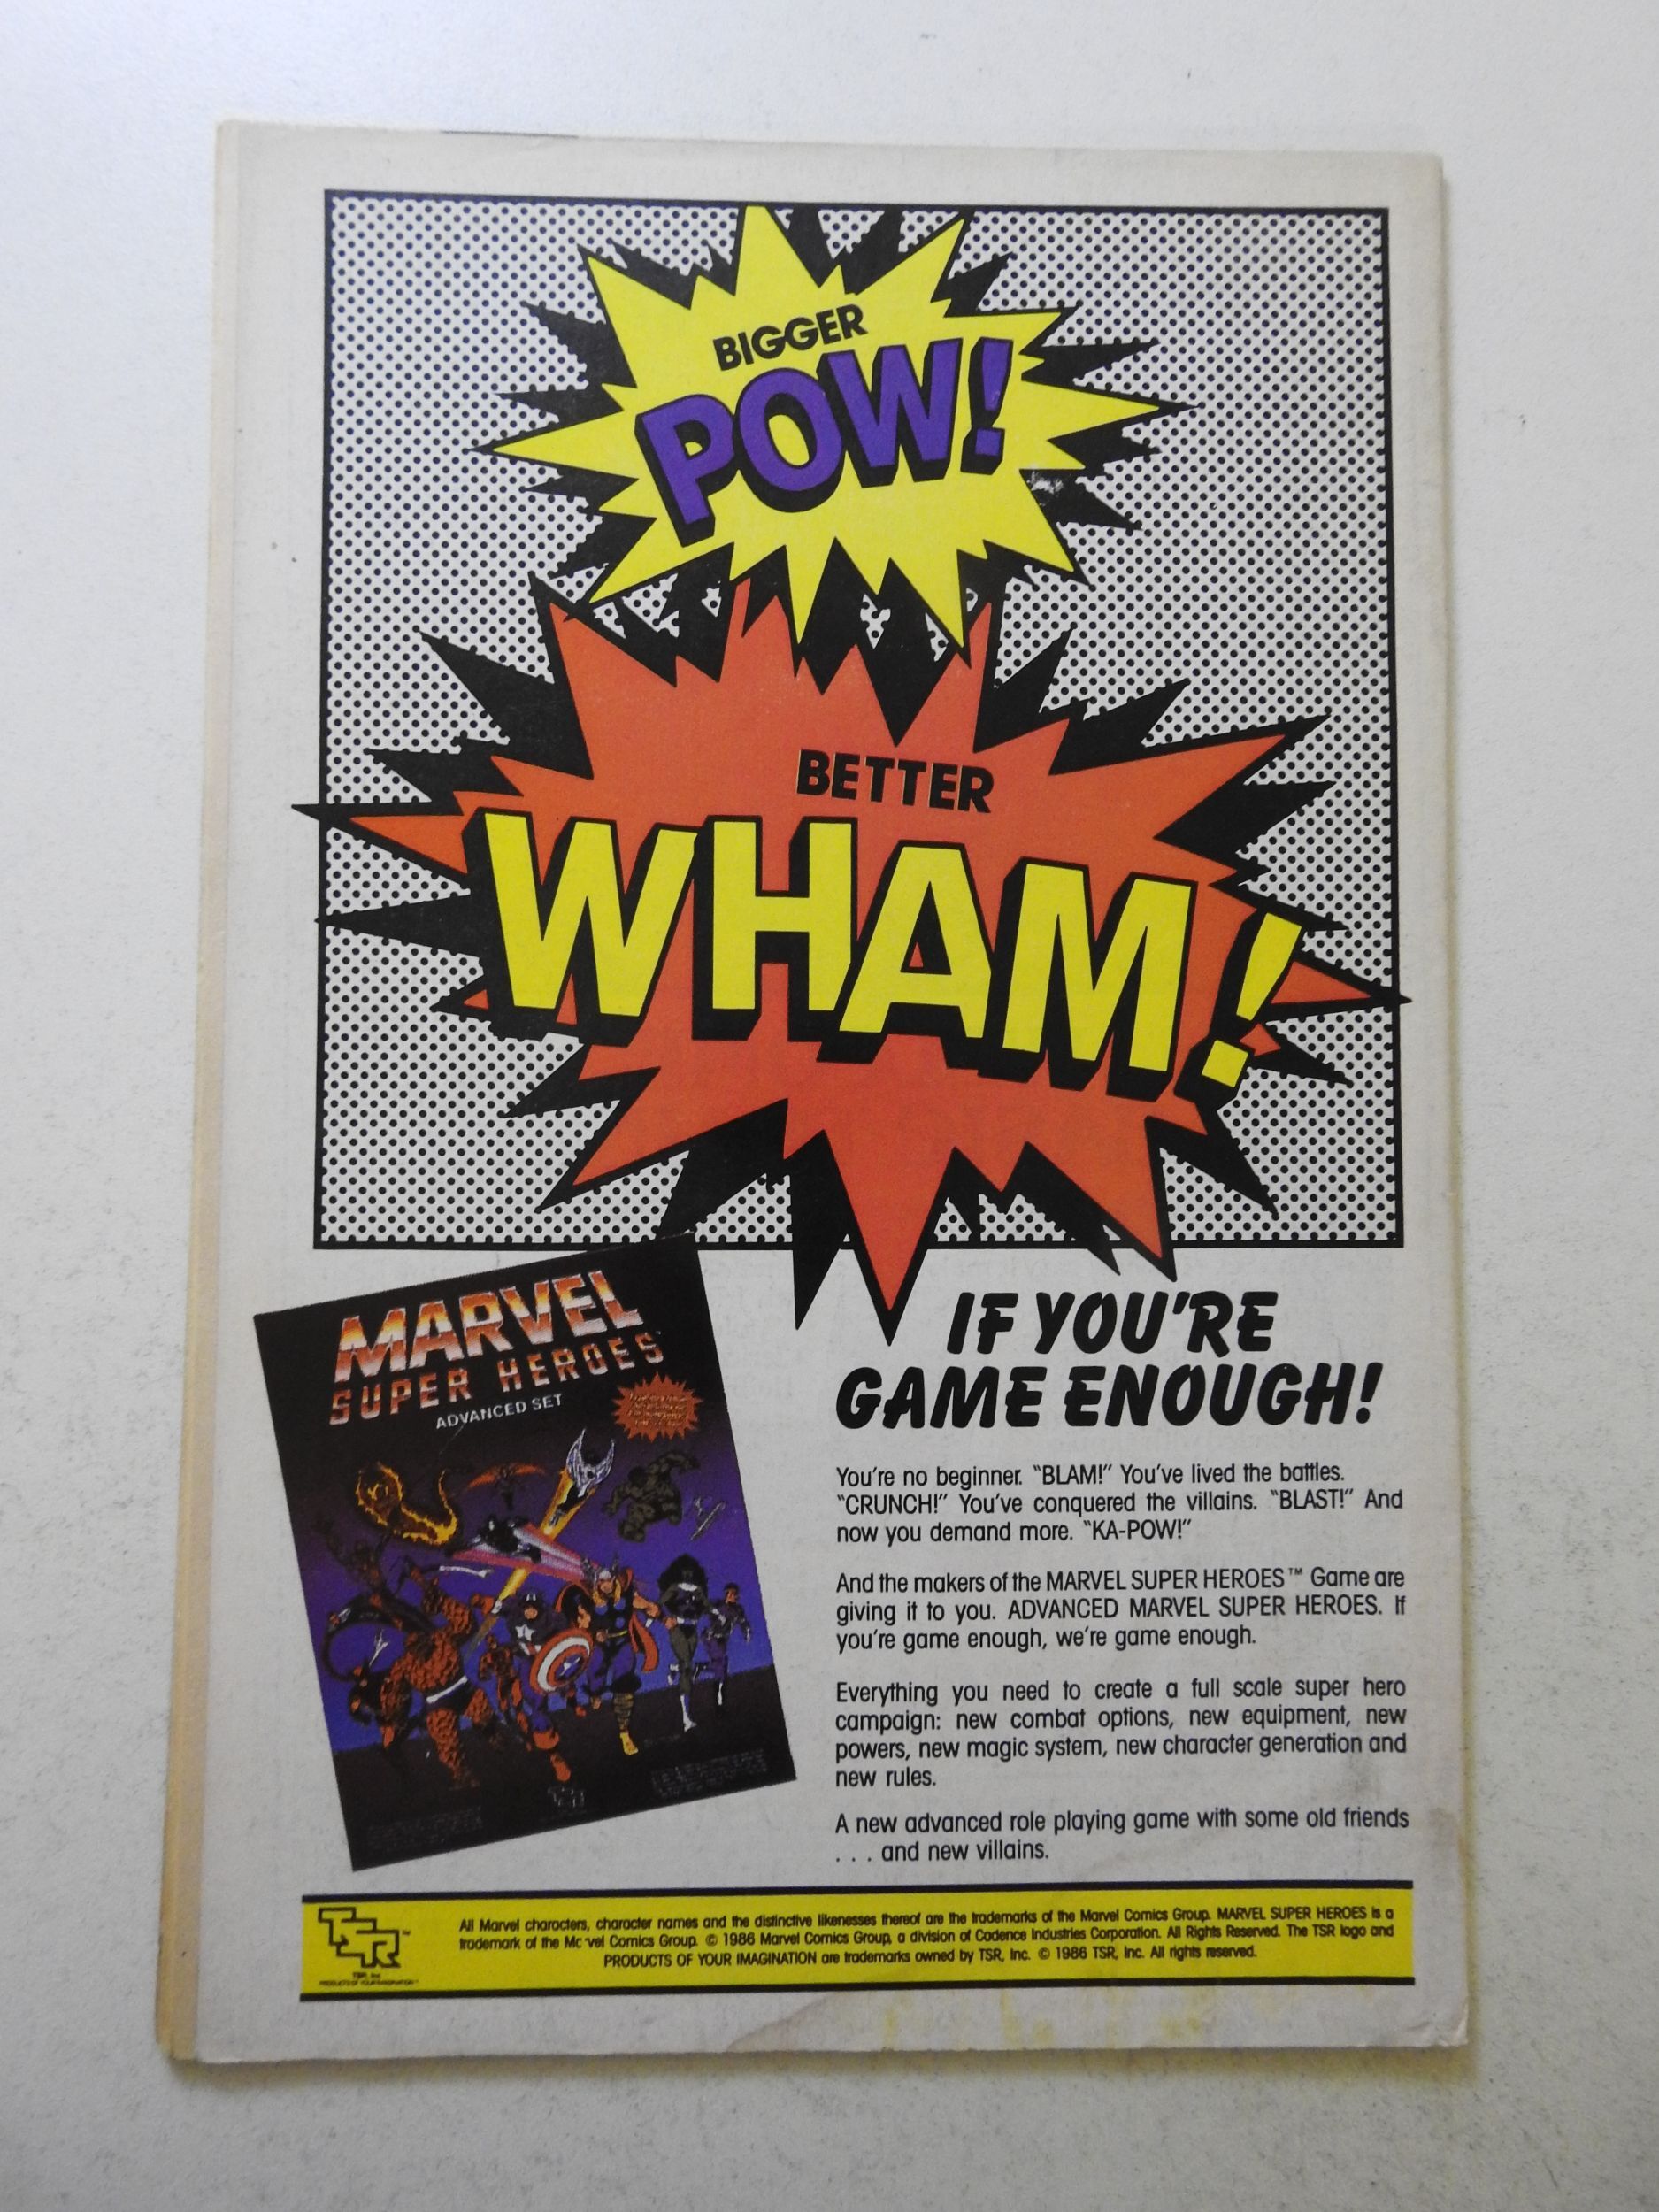 BIGGER
POW!
BETTER
WHAM!
MARVEL
SUPER HEROES
ADVANCED SET
IF YOU'RE
GAME ENOUGH!
You're no beginner. "BLAM!" You've lived the battles.
"CRUNCH!" You've conquered the villains. "BLAST!" And
now you demand more. "KA-POW!"
And the makers of the MARVEL SUPER HEROES™ Game are
giving it to you. ADVANCED MARVEL SUPER HEROES. If
you're game enough, we're game enough.
Everything you need to create a full scale super hero
campaign: new combat options, new equipment, new
powers, new magic system, new character generation and
new rules.
A new advanced role playing game with some old friends
. . . and new villains.
TSR™
TSR, Inc.
PRODUCTS OF YOUR IMAGINATION™
All Marvel characters, character names and the distinctive likenesses thereof are the trademarks of the Marvel Comics Group. MARVEL SUPER HEROES is a
trademark of the Marvel Comics Group. © 1986 Marvel Comics Group, a division of Cadence Industries Corporation. All Rights Reserved. The TSR logo and
PRODUCTS OF YOUR IMAGINATION are trademarks owned by TSR, Inc. © 1986 TSR, Inc. All rights reserved.